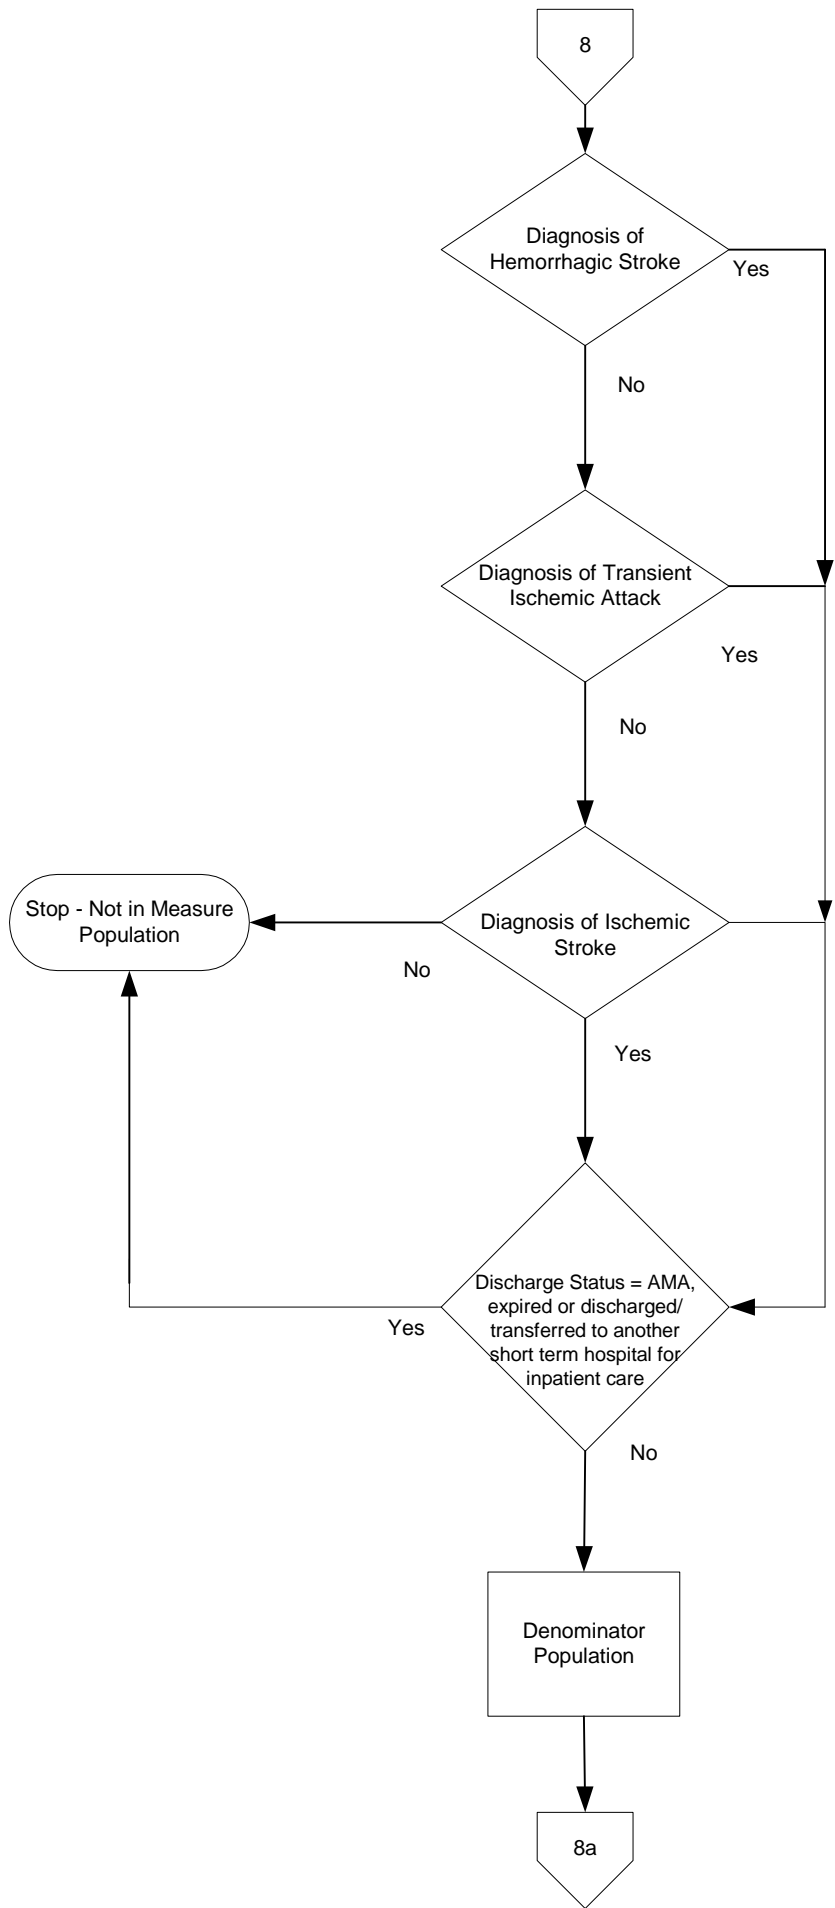 8
Diagnosis of
Hemorrhagic Stroke
Yes
No
Diagnosis of Transient
Ischemic Attack
Yes
No
Stop - Not in Measure
Population
Diagnosis of Ischemic
Stroke
No
Yes
Discharge Status = AMA,
expired or discharged/
transferred to another
short term hospital for
inpatient care
Yes
No
Denominator
Population
8a